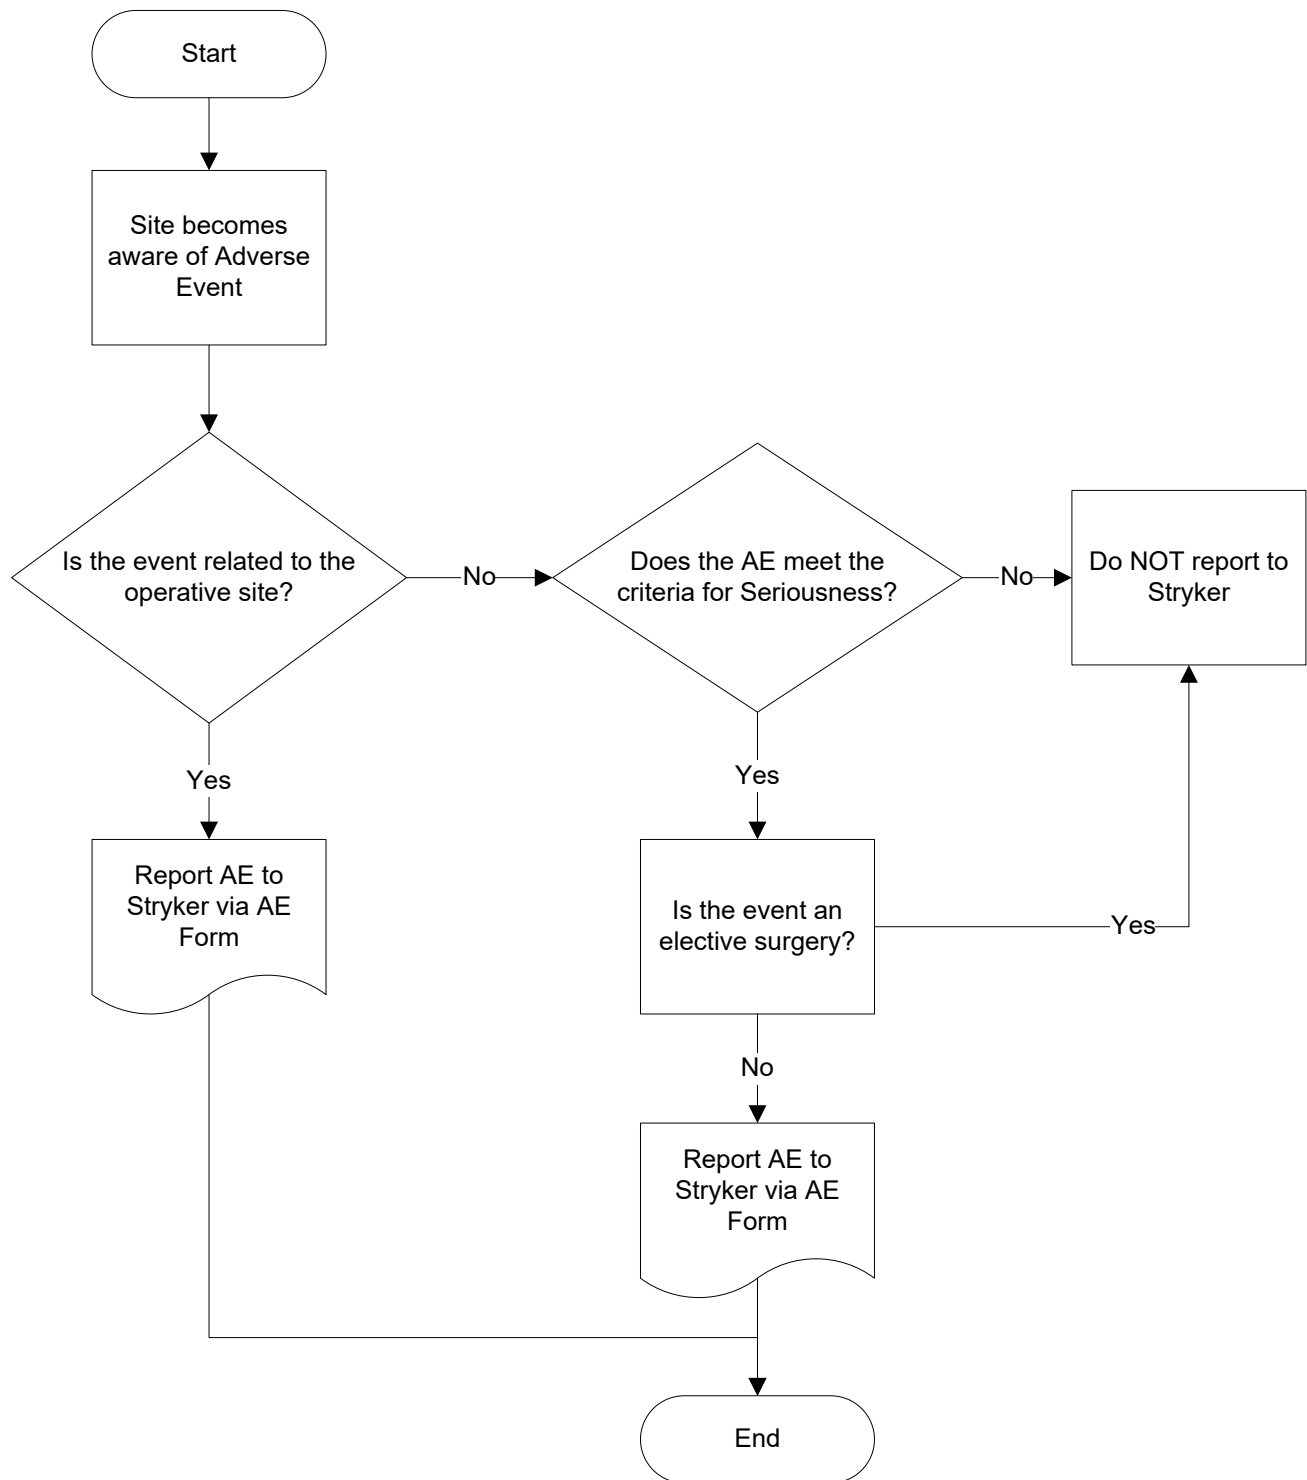 Start
Site becomes
aware of Adverse
Event
Is the event related to the
operative site?
No
Does the AE meet the
criteria for Seriousness?
No
Do NOT report to
Stryker
Yes
Yes
Report AE to
Stryker via AE
Form
Is the event an
elective surgery?
Yes
No
Report AE to
Stryker via AE
Form
End